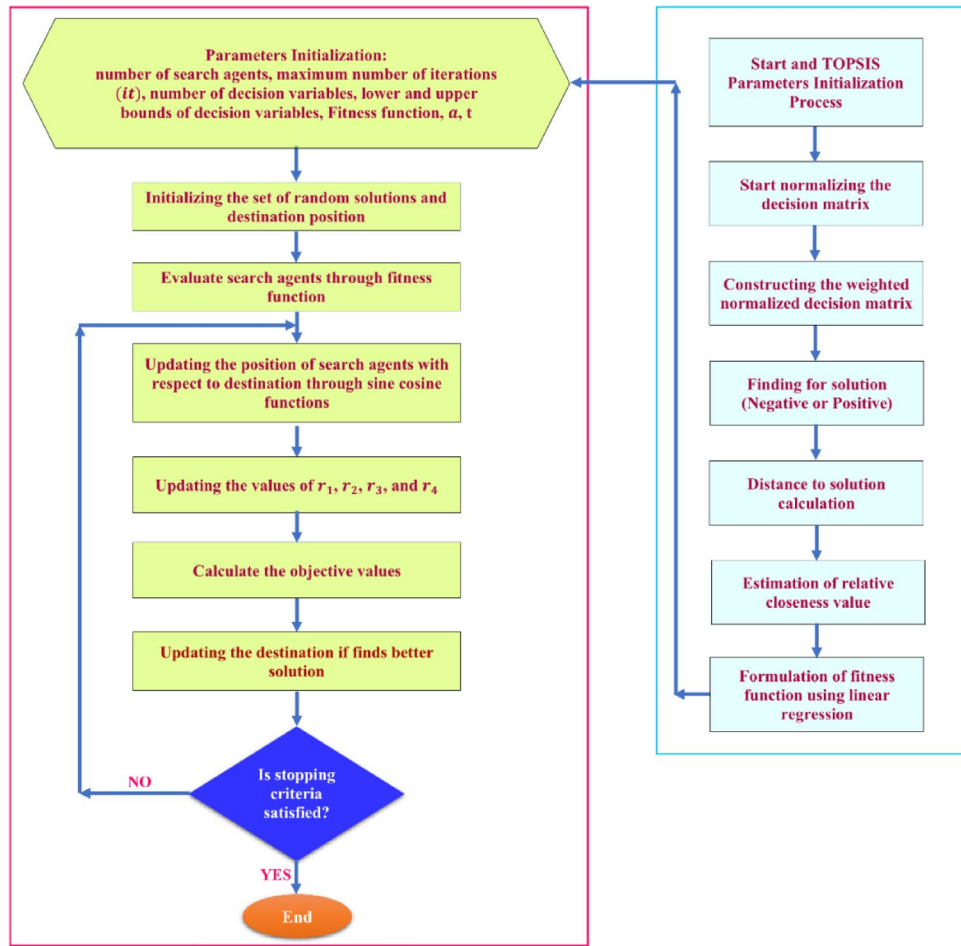 Parameters Initialization:
number of search agents, maximum number of iterations
(it), number of decision variables, lower and upper
bounds of decision variables, Fitness function, a, t
Initializing the set of random solutions and
destination position
Evaluate search agents through fitness
function
Updating the position of search agents with
respect to destination through sine cosine
functions
Updating the values of r₁, r₂, r₃, and r₄
Calculate the objective values
Updating the destination if finds better
solution
Is stopping
criteria
satisfied?
NO
YES
End
Start and TOPSIS
Parameters Initialization
Process
Start normalizing the
decision matrix
Constructing the weighted
normalized decision matrix
Finding for solution
(Negative or Positive)
Distance to solution
calculation
Estimation of relative
closeness value
Formulation of fitness
function using linear
regression